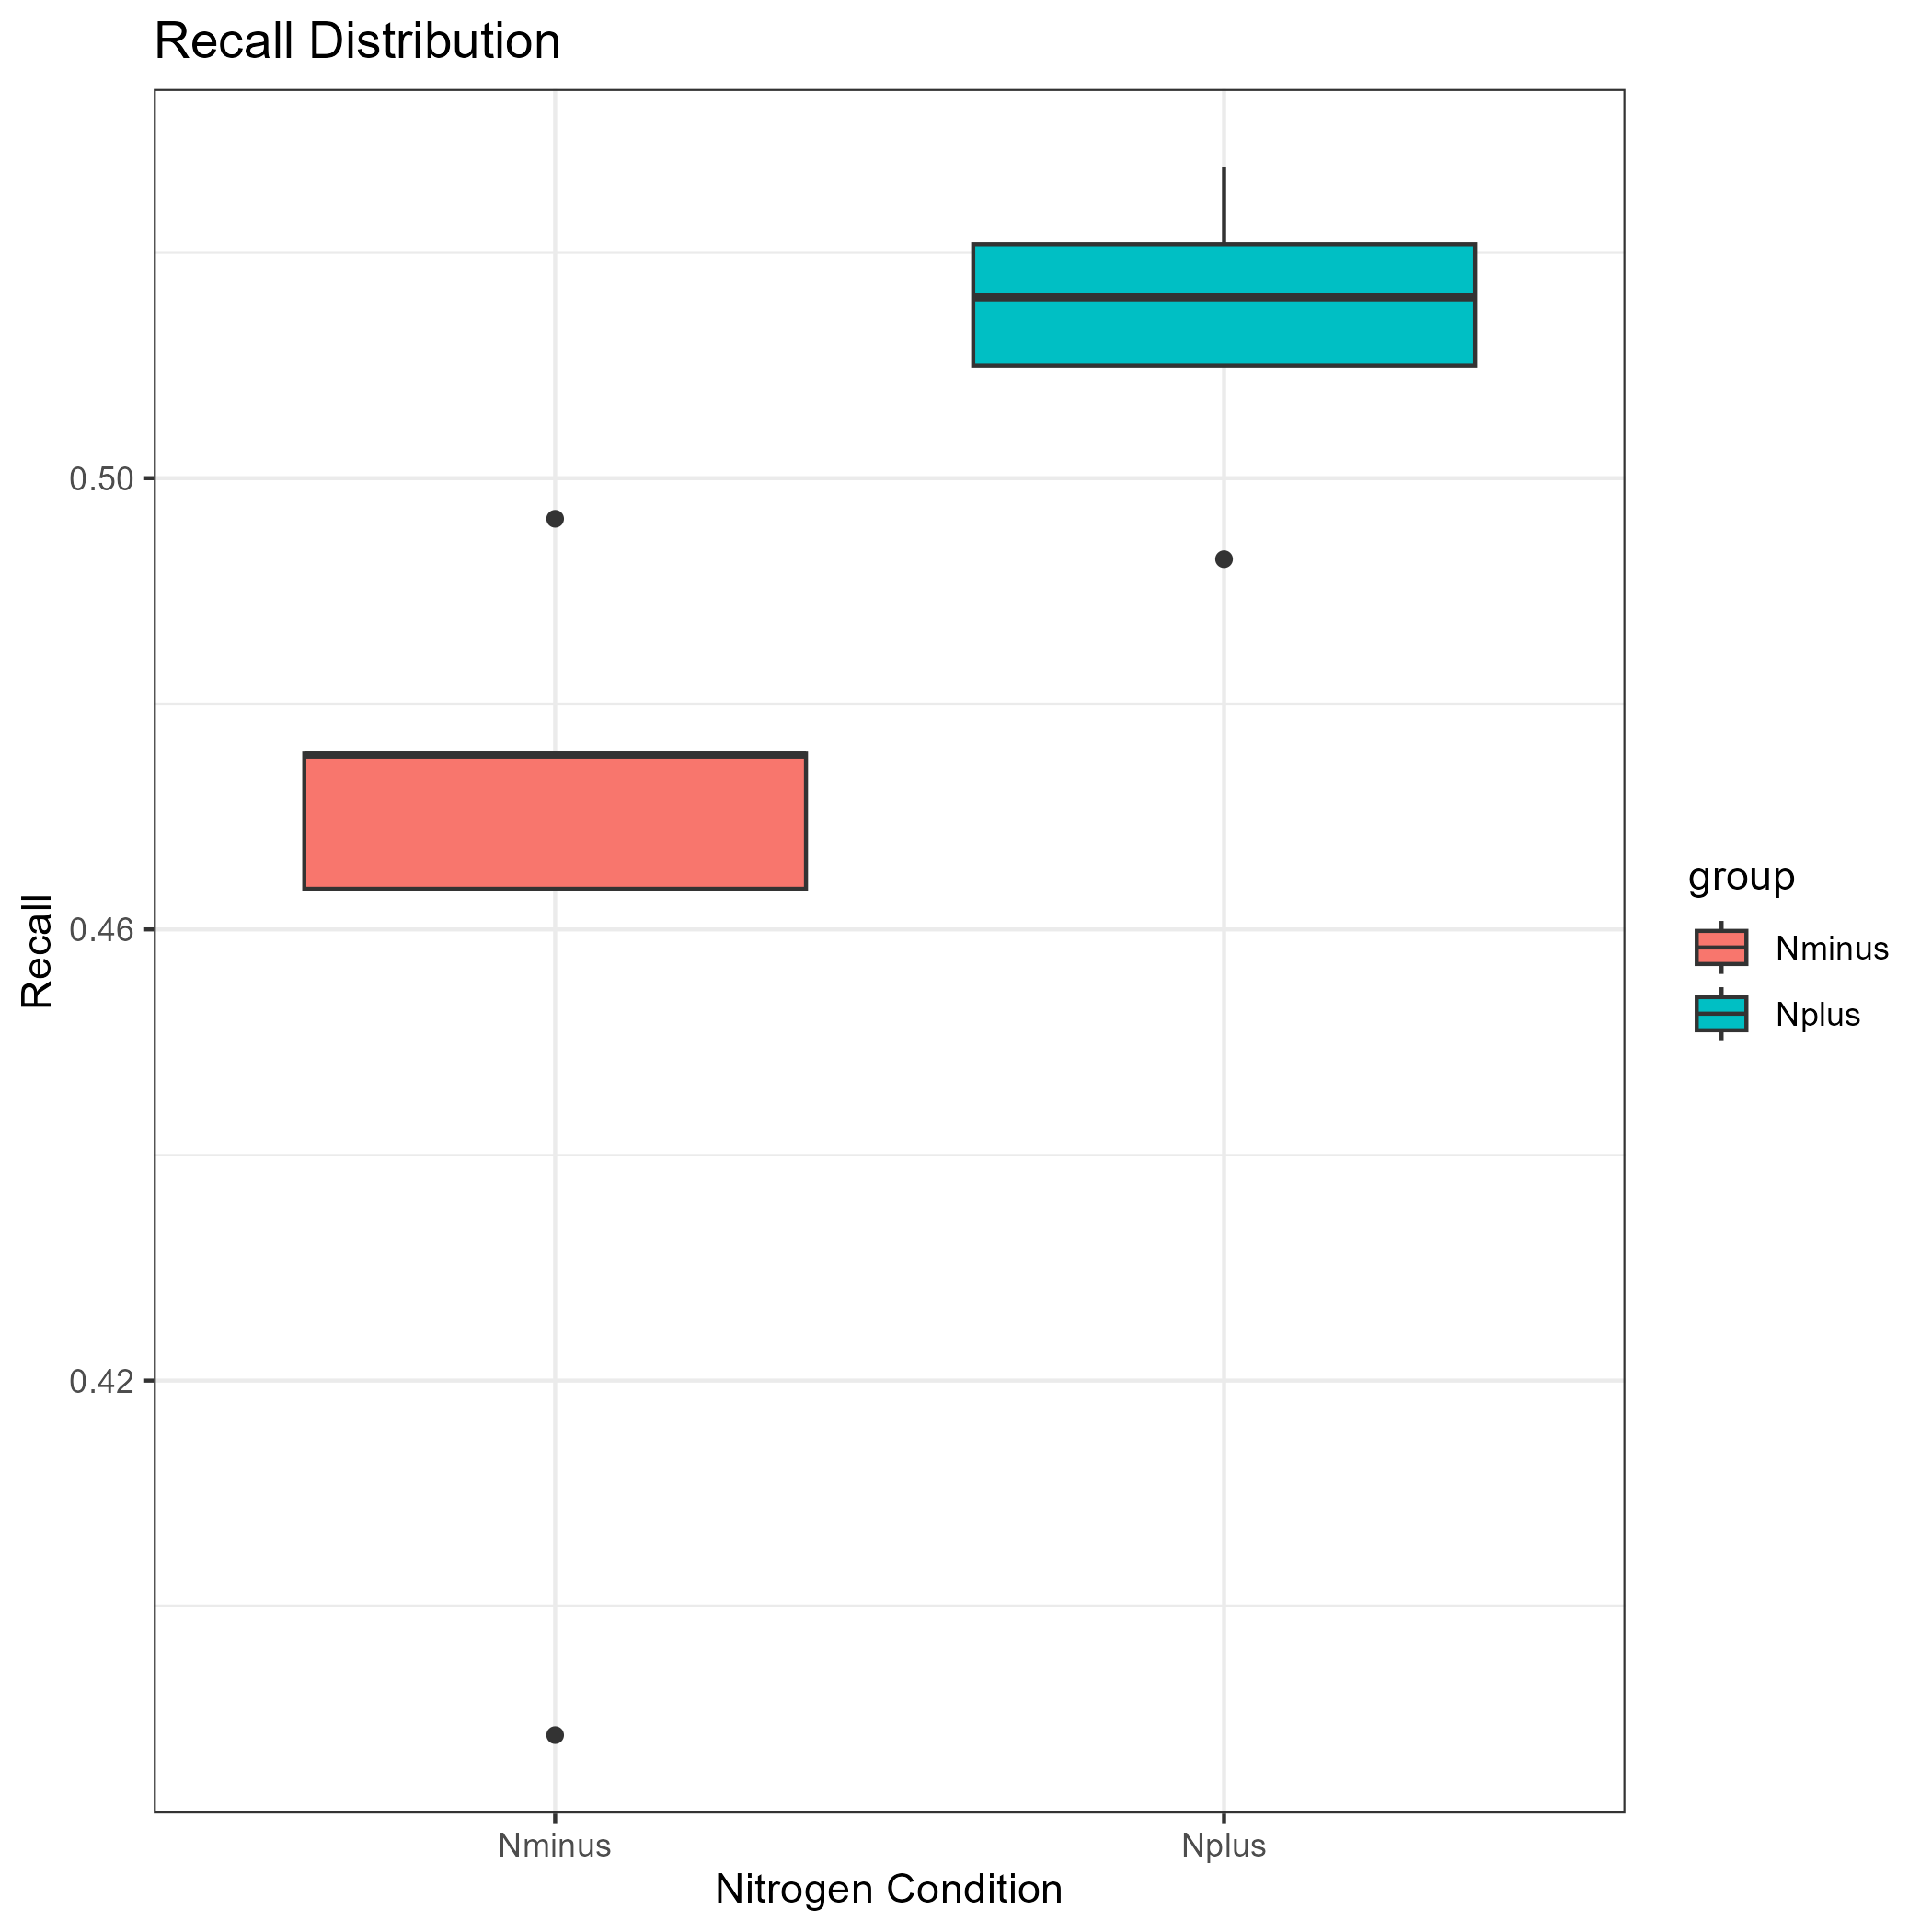 Recall Distribution
0.50
0.46
0.42
Recall
Nminus
Nplus
Nitrogen Condition
group
Nminus
Nplus